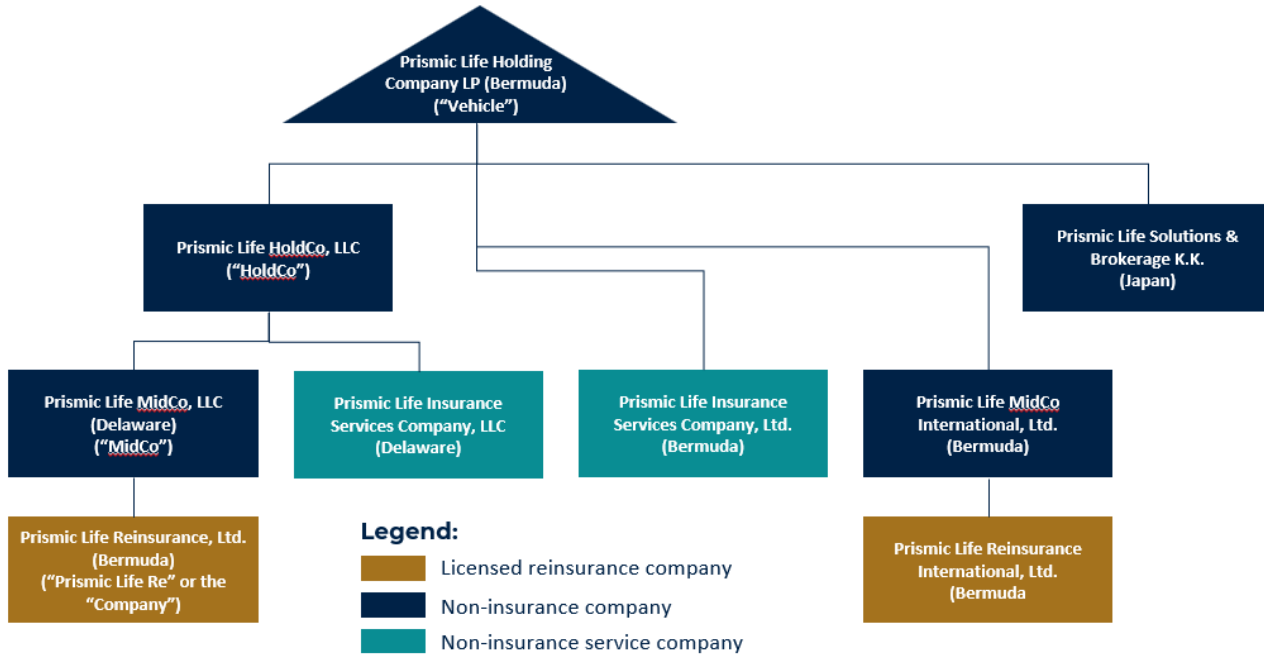 Prismic Life Holding
Company LP (Bermuda)
(“Vehicle”)
Prismic Life HoldCo, LLC
(“HoldCo”)
Prismic Life Solutions &
Brokerage K.K.
(Japan)
Prismic Life MidCo, LLC
(Delaware)
(“MidCo”)
Prismic Life Insurance
Services Company, LLC
(Delaware)
Prismic Life Insurance
Services Company, Ltd.
(Bermuda)
Prismic Life MidCo
International, Ltd.
(Bermuda)
Prismic Life Reinsurance, Ltd.
(Bermuda)
(“Prismic Life Re” or the
“Company”)
Prismic Life Reinsurance
International, Ltd.
(Bermuda
Legend:
Licensed reinsurance company
Non-insurance company
Non-insurance service company